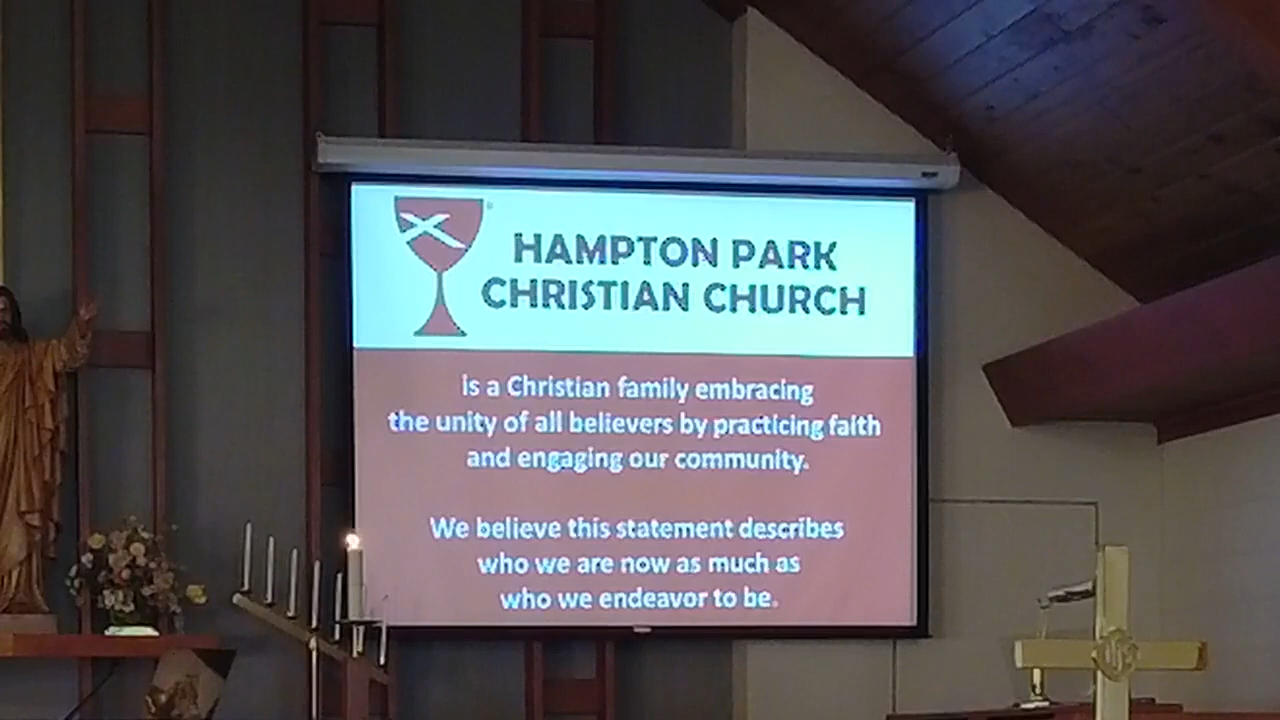 HAMPTON PARK
CHRISTIAN CHURCH
is a Christian family embracing
the unity of all believers by practicing faith
and engaging our community.
We believe this statement describes
who we are now as much as
who we endeavor to be.